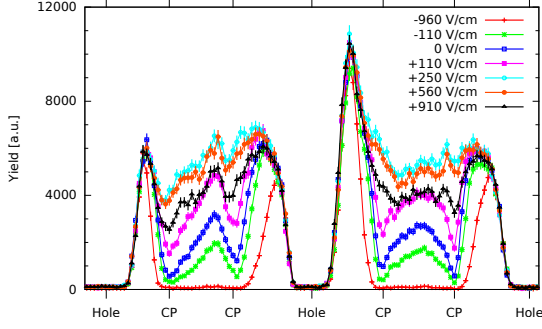 12000
8000
4000
0
Yield [a.u.]
-960 V/cm
-110 V/cm
0 V/cm
+110 V/cm
+250 V/cm
+560 V/cm
+910 V/cm
Hole CP CP Hole CP CP Hole